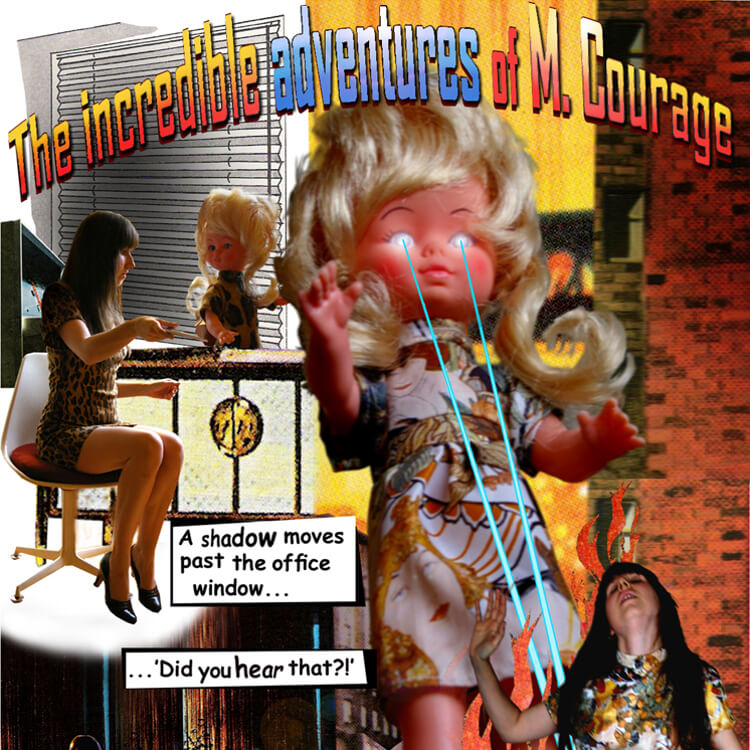 The incredible adventures of M. Courage
A shadow moves
past the office
window...
...'Did you hear that?!'